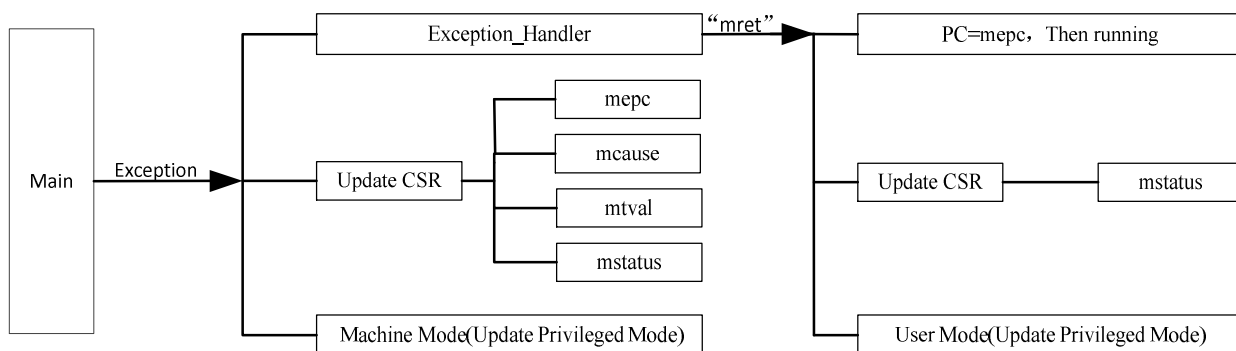 Main
Exception
Exception_Handler
Update CSR
mepc
mcause
mtval
mstatus
Machine Mode(Update Privileged Mode)
“mret”
PC=mepc，Then running
Update CSR
mstatus
User Mode(Update Privileged Mode)